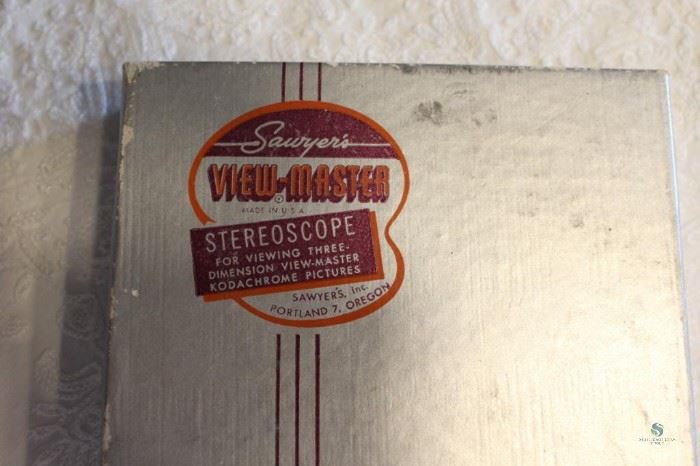 Sawyer's
VIEW-MASTER
®
MADE IN U.S.A.
STEREOSCOPE
FOR VIEWING THREE-
DIMENSION VIEW-MASTER
KODACHROME PICTURES
SAWYER'S, Inc.
PORTLAND 7, OREGON